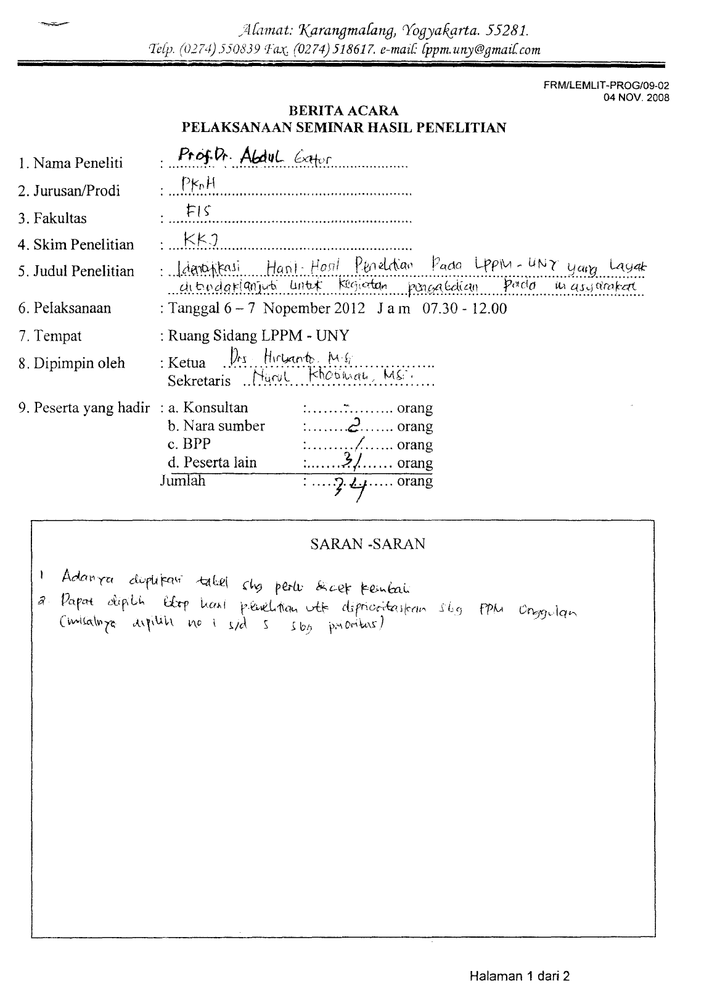 Alamat: Karangmalang, Yogyakarta. 55281.
Telp. (0274) 550839 Fax. (0274) 518617. e-mail: lppm.uny@gmail.com
FRM/LEMLIT-PROG/09-02
04 NOV. 2008
BERITA ACARA
PELAKSANAAN SEMINAR HASIL PENELITIAN
1. Nama Peneliti : Prof. Dr. Abdul Gafur
2. Jurusan/Prodi : PKnH
3. Fakultas : FIS
4. Skim Penelitian : KKJ
5. Judul Penelitian : Identifikasi Hasil-Hasil Penelitian Pada LPPM-UNY yang Layak
ditindaklanjuti untuk kegiatan pengabdian pada masyarakat
6. Pelaksanaan : Tanggal 6 – 7 Nopember 2012 J a m 07.30 - 12.00
7. Tempat : Ruang Sidang LPPM - UNY
8. Dipimpin oleh : Ketua Drs M.Si
Sekretaris Nurul Khotimah, MSi.
9. Peserta yang hadir : a. Konsultan :.......-......... orang
b. Nara sumber :........2....... orang
c. BPP :........./...... orang
d. Peserta lain :.......31....... orang
Jumlah : .....34...... orang
SARAN -SARAN
1 Adanya duplikasi tabel shg perlu dicek kembali
2. Dapat dipilih bbrp hasil penelitian utk diprioritaskan sbg PPM Unggulan
(misalnya dipilih no 1 s/d 5 sbg prioritas)
Halaman 1 dari 2